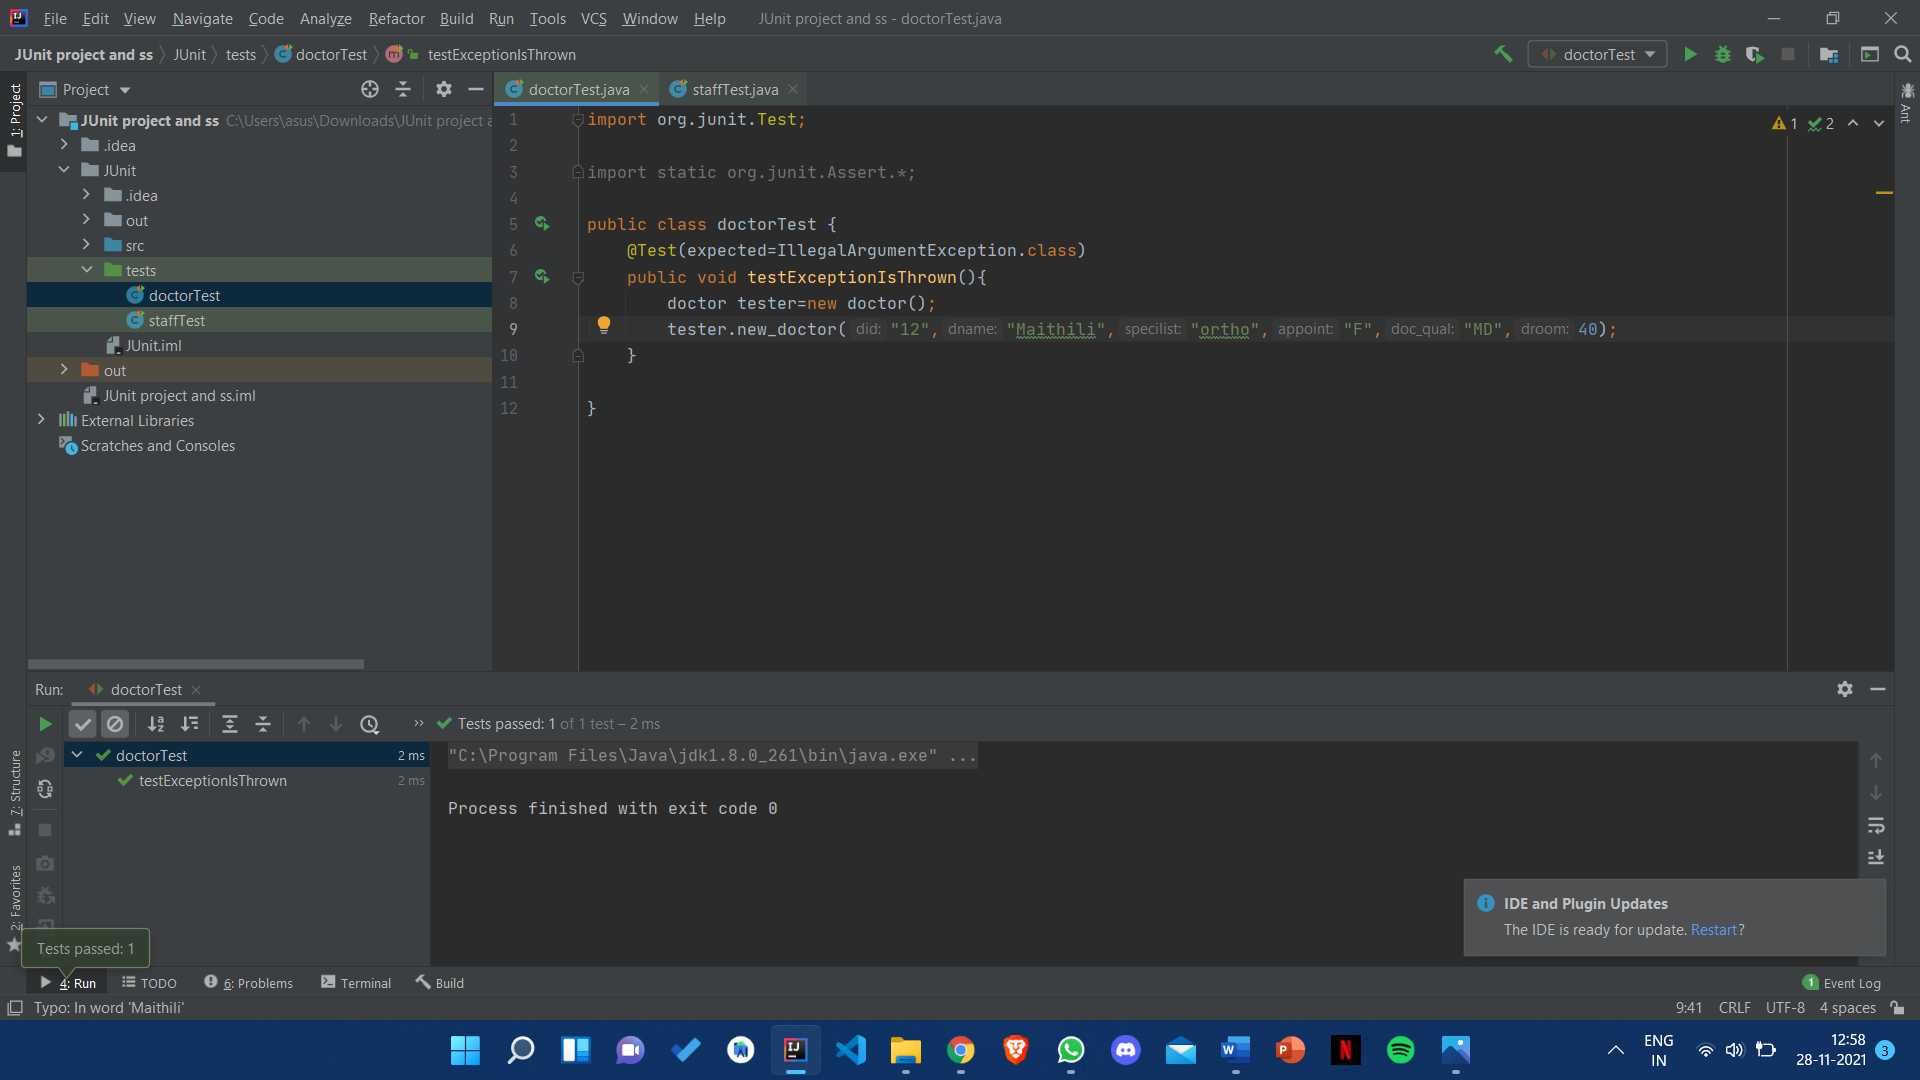 File Edit View Navigate Code Analyze Refactor Build Run Tools VCS Window Help JUnit project and ss - doctorTest.java
JUnit project and ss JUnit tests doctorTest testExceptionIsThrown
doctorTest
1: Project
Project
JUnit project and ss C:\Users\asus\Downloads\JUnit project a
.idea
JUnit
.idea
out
src
tests
doctorTest
staffTest
JUnit.iml
out
JUnit project and ss.iml
External Libraries
Scratches and Consoles
doctorTest.java staffTest.java
1 import org.junit.Test;
2
3 import static org.junit.Assert.*;
4
5 public class doctorTest {
6 @Test(expected=IllegalArgumentException.class)
7 public void testExceptionIsThrown(){
8 doctor tester=new doctor();
9 tester.new_doctor( did: "12", dname: "Maithili", specilist: "ortho", appoint: "F", doc_qual: "MD", droom: 40);
10 }
11
12 }
1 2
Ant
Run: doctorTest
Tests passed: 1 of 1 test – 2 ms
doctorTest 2 ms
testExceptionIsThrown 2 ms
"C:\Program Files\Java\jdk1.8.0_261\bin\java.exe" ...
Process finished with exit code 0
7: Structure
2: Favorites
Tests passed: 1
IDE and Plugin Updates
The IDE is ready for update. Restart?
4: Run TODO 6: Problems Terminal Build
1 Event Log
Typo: In word 'Maithili'
9:41 CRLF UTF-8 4 spaces
ENG
IN
12:58
28-11-2021
3